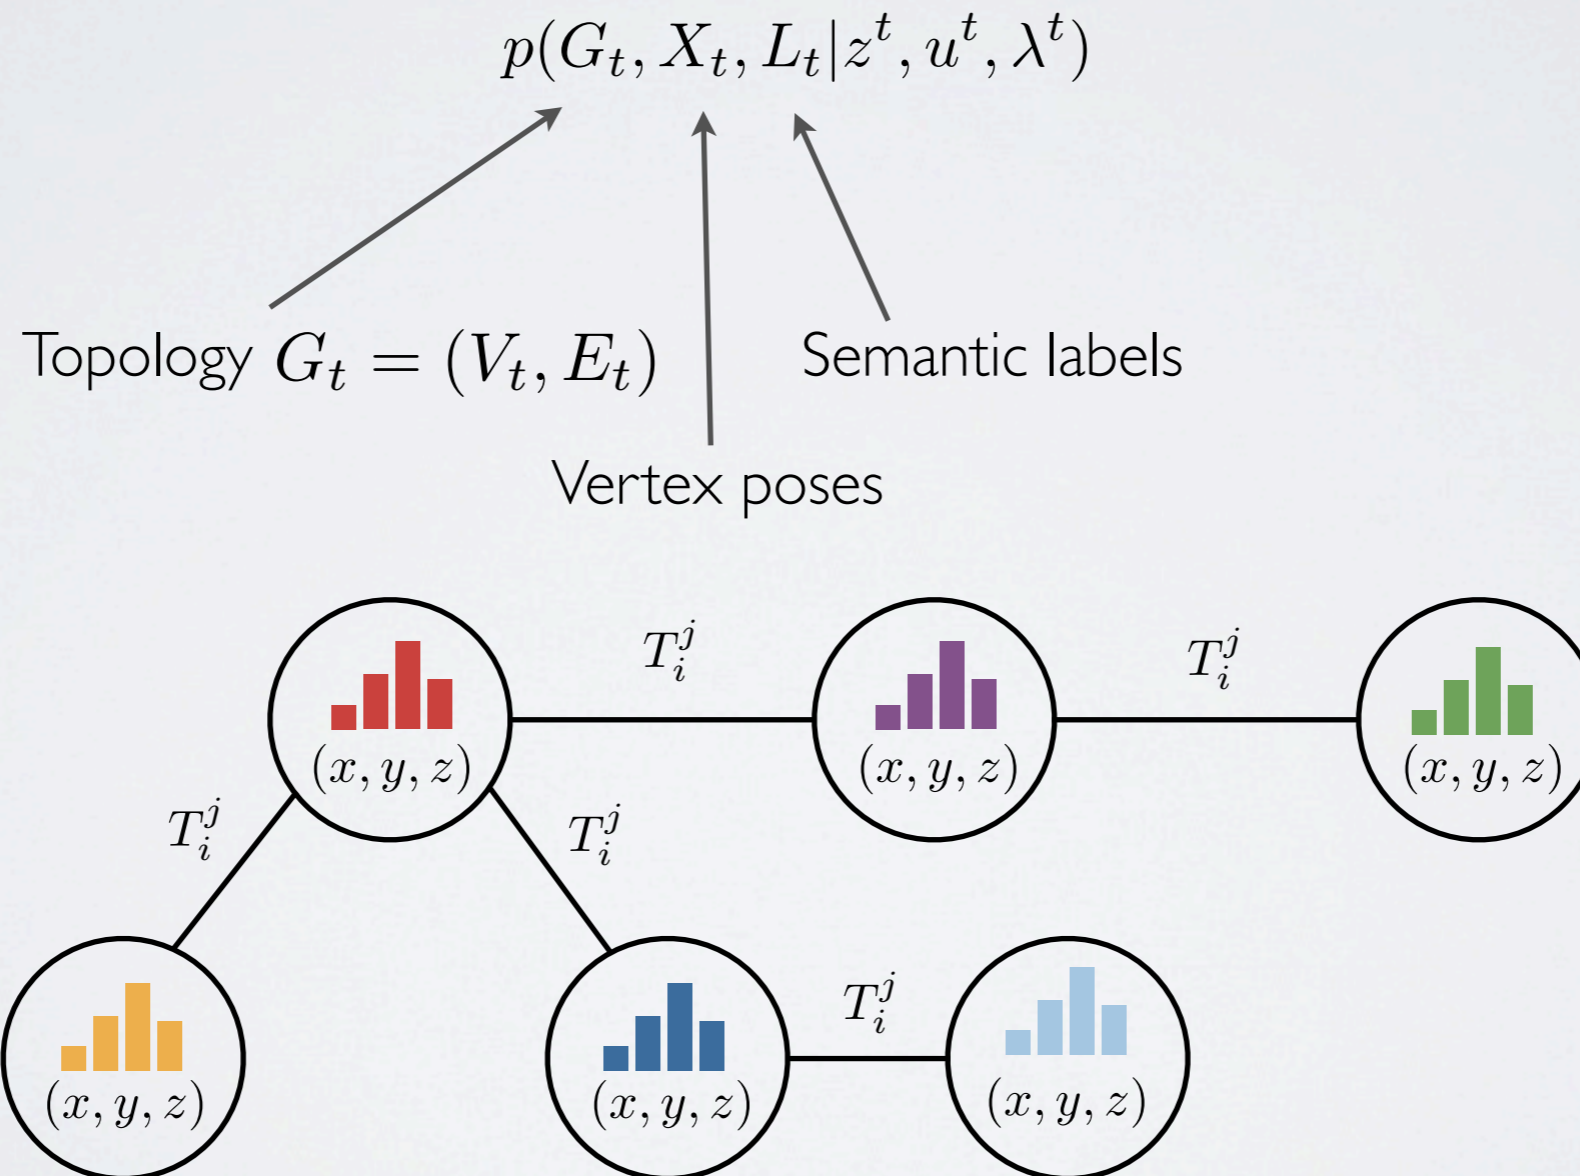 p(G_t, X_t, L_t|z^t, u^t, λ^t)
Topology G_t = (V_t, E_t)
Semantic labels
Vertex poses
T_i^j
T_i^j
(x, y, z)
(x, y, z)
(x, y, z)
T_i^j
T_i^j
T_i^j
(x, y, z)
(x, y, z)
(x, y, z)